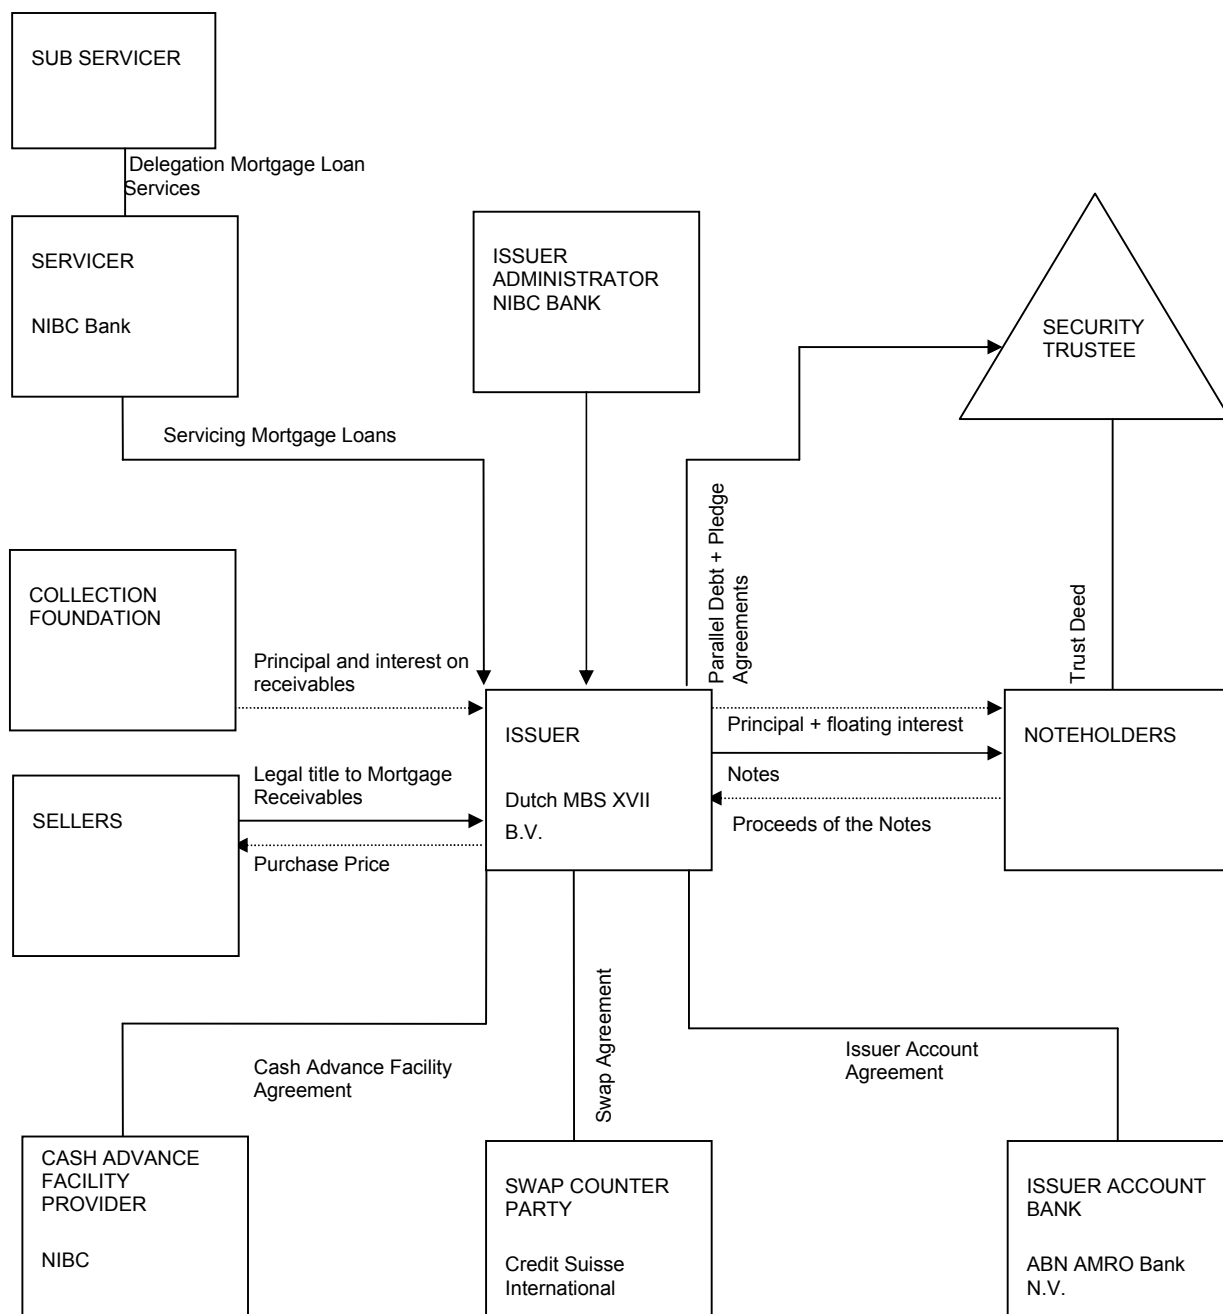 SUB SERVICER
Delegation Mortgage Loan
Services
SERVICER
NIBC Bank
ISSUER
ADMINISTRATOR
NIBC BANK
SECURITY
TRUSTEE
Servicing Mortgage Loans
Parallel Debt + Pledge
Agreements
Trust Deed
COLLECTION
FOUNDATION
Principal and interest on
receivables
ISSUER
Dutch MBS XVII
B.V.
Principal + floating interest
Notes
Proceeds of the Notes
NOTEHOLDERS
SELLERS
Legal title to Mortgage
Receivables
Purchase Price
Cash Advance Facility
Agreement
Swap Agreement
Issuer Account
Agreement
CASH ADVANCE
FACILITY
PROVIDER
NIBC
SWAP COUNTER
PARTY
Credit Suisse
International
ISSUER ACCOUNT
BANK
ABN AMRO Bank
N.V.